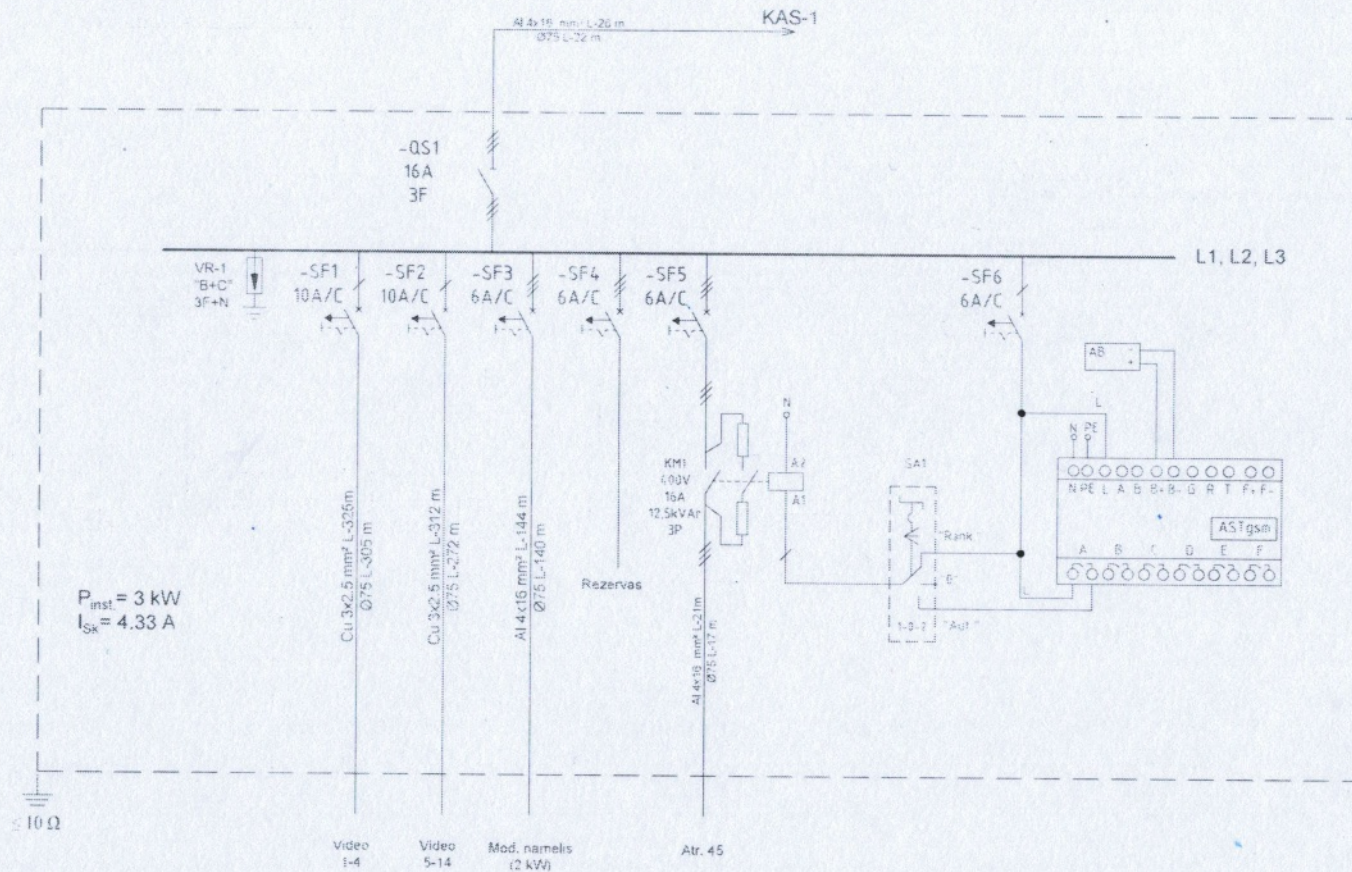 KAS-1
Al 4x16 mm² L-26 m
Ø75 L-22 m
-QS1
16A
3F
L1, L2, L3
VR-1
"B+C"
3F+N
-SF1
10A/C
-SF2
10A/C
-SF3
6A/C
-SF4
6A/C
-SF5
6A/C
-SF6
6A/C
AB
- +
L
N PE
N
A2
A1
KM1
400V
16A
12,5kVAr
3P
SA1
"Rank."
"0"
"Aut."
1-0-2
N PE L A B B+ B- G R T F+ F-
ASTgsm
A B C D E F
L
Cu 3x2.5 mm² L-325m
Ø75 L-305 m
Cu 3x2.5 mm² L-312 m
Ø75 L-272 m
Al 4x16 mm² L-144 m
Ø75 L-140 m
Rezervas
Al 4x16 mm² L-21m
Ø75 L-17 m
Pinst.= 3 kW
ISk= 4.33 A
≤ 10 Ω
Video
1-4
Video
5-14
Mod. namelis
(2 kW)
Atr. 45